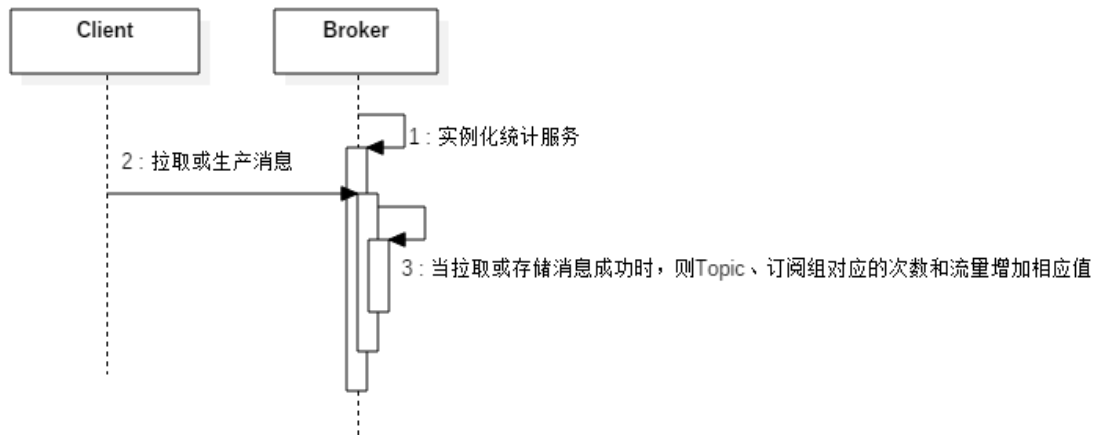 Client
Broker
1 : 实例化统计服务
2 : 拉取或生产消息
3 : 当拉取或存储消息成功时，则Topic、订阅组对应的次数和流量增加相应值